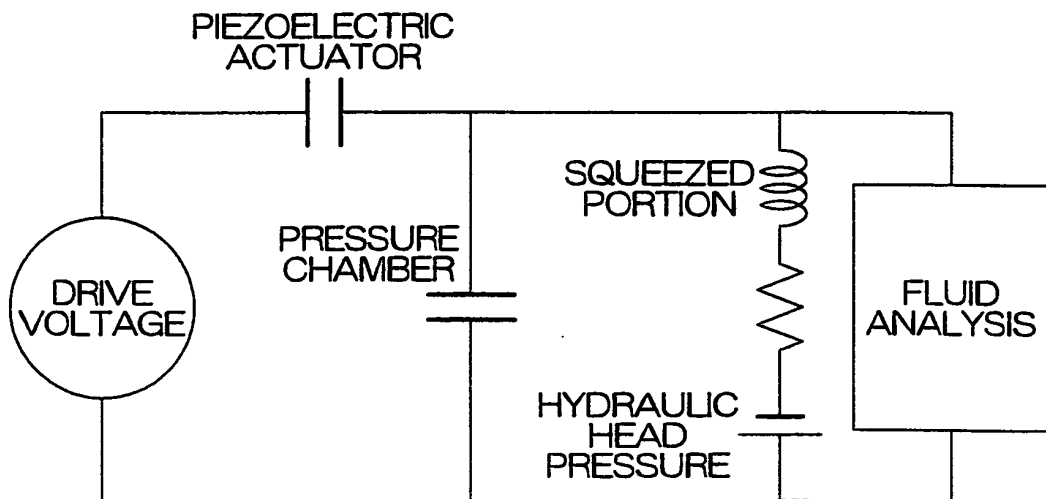 PIEZOELECTRIC
ACTUATOR
SQUEEZED
PORTION
PRESSURE
CHAMBER
DRIVE
VOLTAGE
FLUID
ANALYSIS
HYDRAULIC
HEAD
PRESSURE